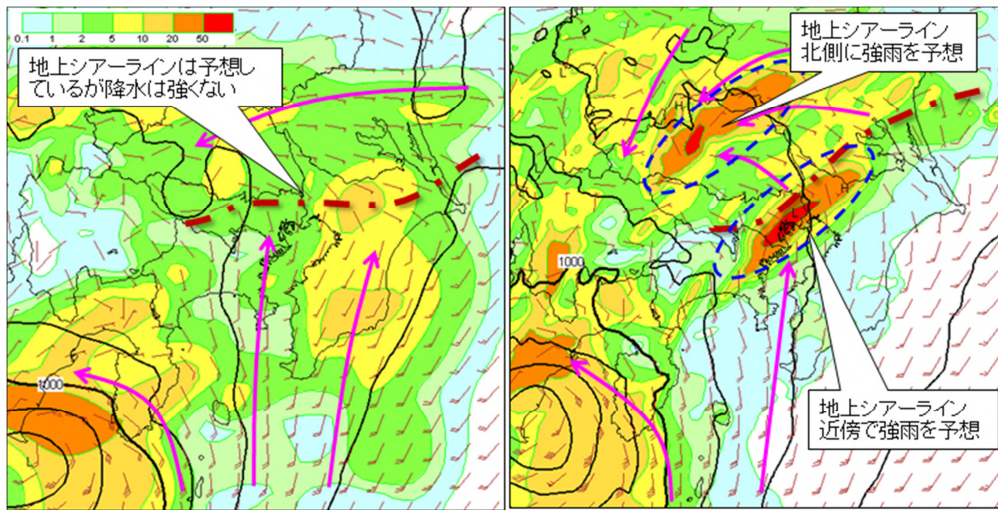 0.1 1 2 5 10 20 50
地上シアーラインは予想し
ているが降水は強くない
1000
地上シアーライン
北側に強雨を予想
1000
地上シアーライン
近傍で強雨を予想